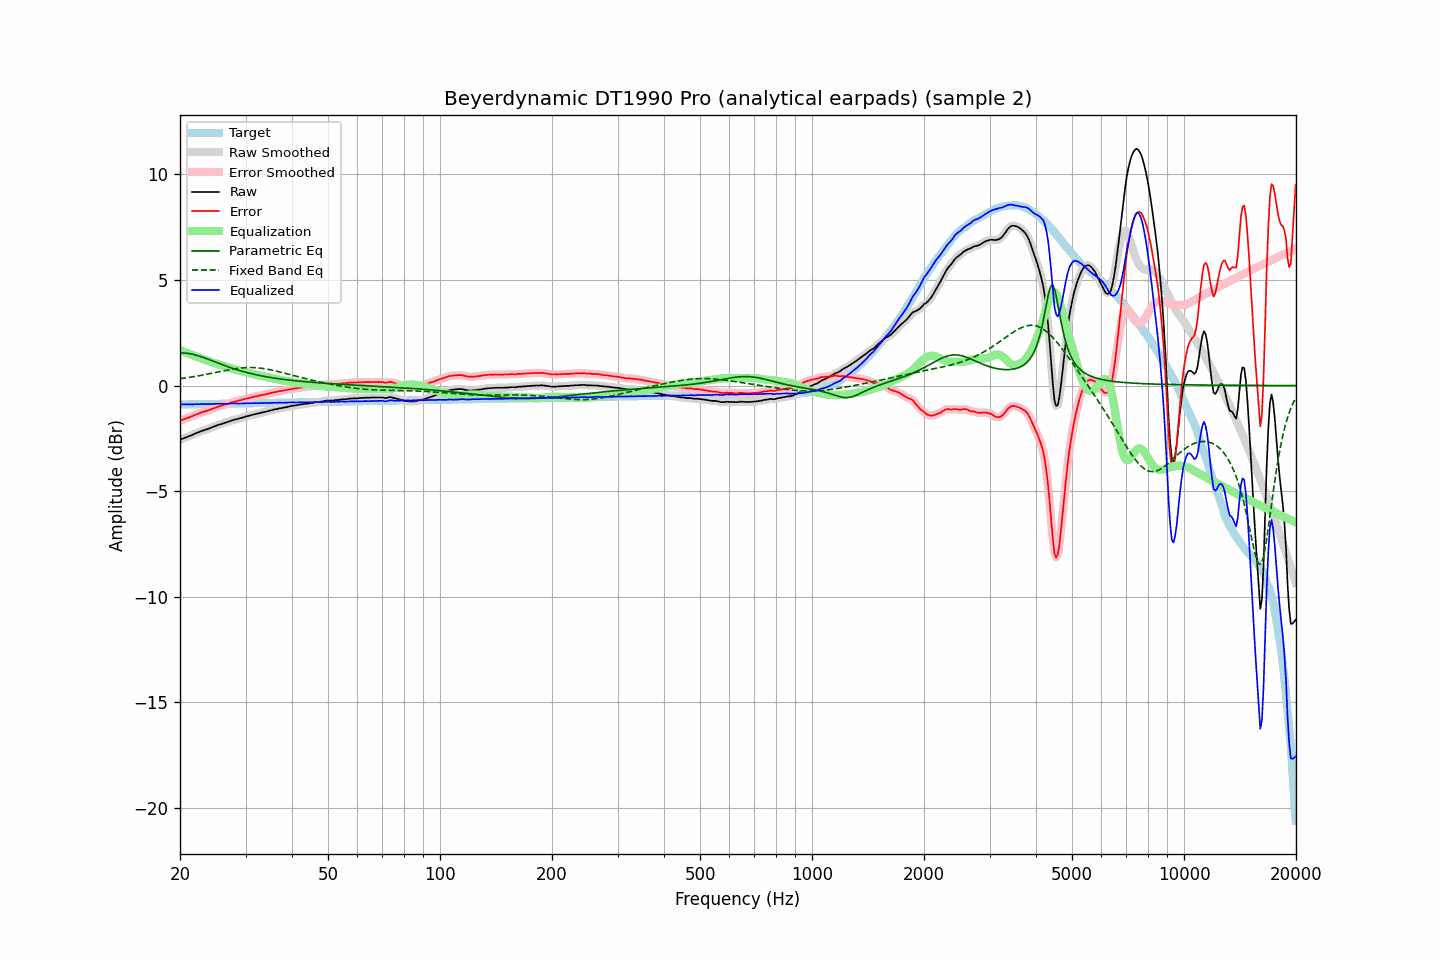 Beyerdynamic DT1990 Pro (analytical earpads) (sample 2)
Target
Raw Smoothed
Error Smoothed
Raw
Error
Equalization
Parametric Eq
Fixed Band Eq
Equalized
10
5
0
−5
−10
−15
−20
Amplitude (dBr)
20
50
100
200
500
1000
2000
5000
10000
20000
Frequency (Hz)